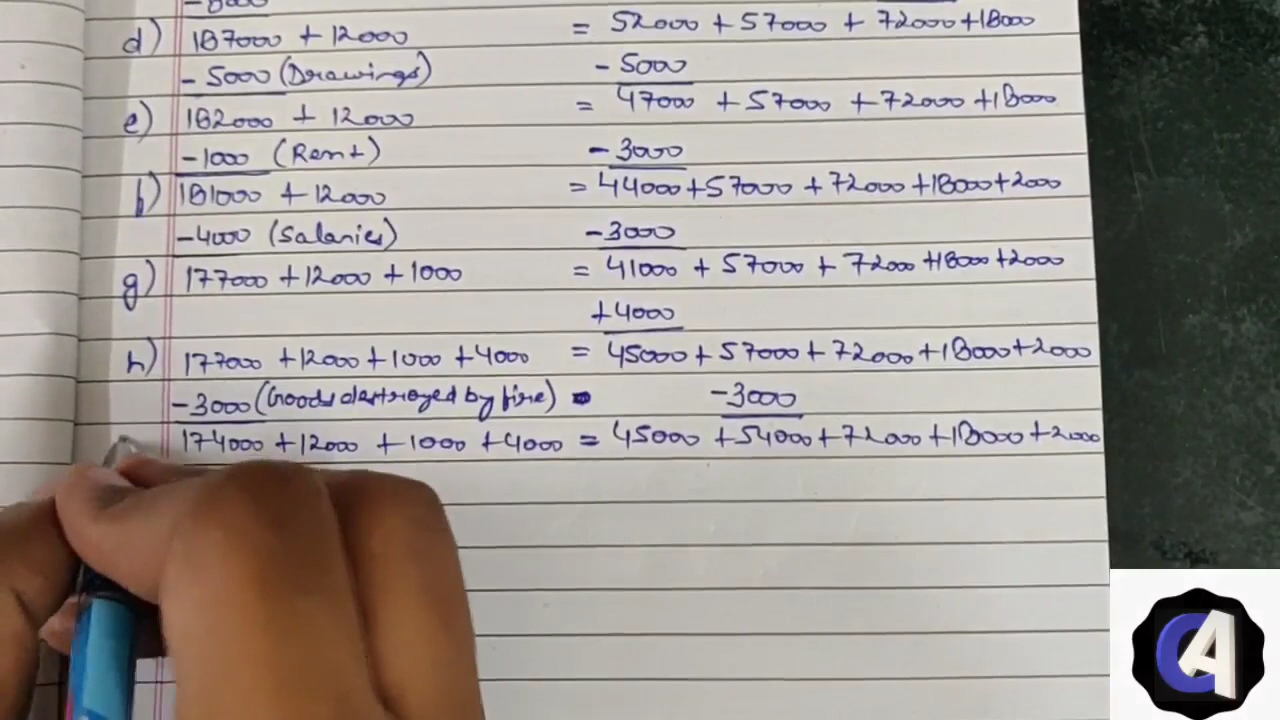 -8000
d) 187000 + 12000 = 52000 + 57000 + 72000 + 18000
- 5000 (Drawings) - 5000
e) 182000 + 12000 = 47000 + 57000 + 72000 + 18000
- 1000 (Rent) - 3000
f) 181000 + 12000 = 44000 + 57000 + 72000 + 18000 + 2000
- 4000 (Salaries) - 3000
g) 177000 + 12000 + 1000 = 41000 + 57000 + 72000 + 18000 + 2000
+ 4000
h) 177000 + 12000 + 1000 + 4000 = 45000 + 57000 + 72000 + 18000 + 2000
- 3000 (Goods destroyed by fire) - 3000
174000 + 12000 + 1000 + 4000 = 45000 + 54000 + 72000 + 18000 + 2000
CA